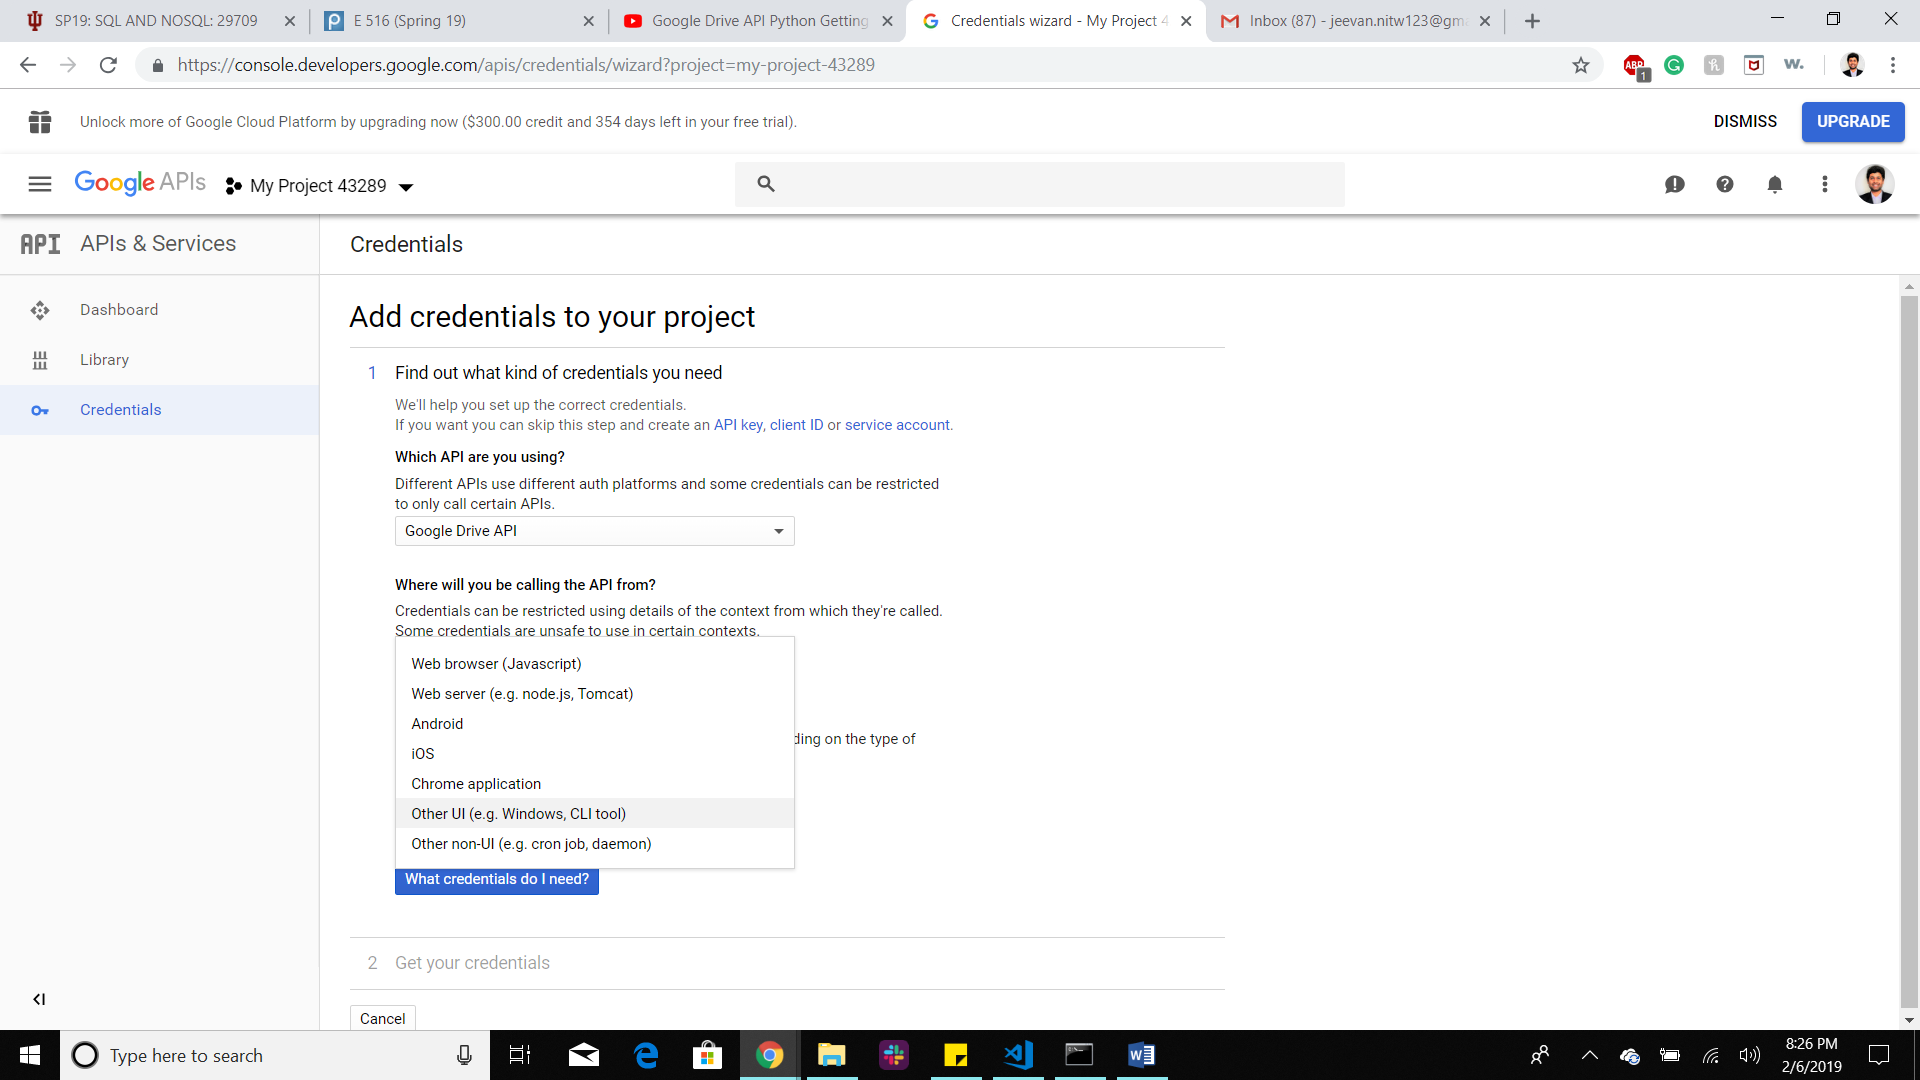 SP19: SQL AND NOSQL: 29709
E 516 (Spring 19)
Google Drive API Python Getting
Credentials wizard - My Project 4
Inbox (87) - jeevan.nitw123@gm
https://console.developers.google.com/apis/credentials/wizard?project=my-project-43289
ABP
1
w.
Unlock more of Google Cloud Platform by upgrading now ($300.00 credit and 354 days left in your free trial).
DISMISS
UPGRADE
Google APIs
My Project 43289
API
APIs & Services
Credentials
Dashboard
Library
Credentials
Add credentials to your project
1 Find out what kind of credentials you need
We'll help you set up the correct credentials.
If you want you can skip this step and create an API key, client ID or service account.
Which API are you using?
Different APIs use different auth platforms and some credentials can be restricted
to only call certain APIs.
Google Drive API
Where will you be calling the API from?
Credentials can be restricted using details of the context from which they're called.
Some credentials are unsafe to use in certain contexts.
Web browser (Javascript)
Web server (e.g. node.js, Tomcat)
Android
ding on the type of
iOS
Chrome application
Other UI (e.g. Windows, CLI tool)
Other non-UI (e.g. cron job, daemon)
What credentials do I need?
2 Get your credentials
Cancel
Type here to search
8:26 PM
2/6/2019